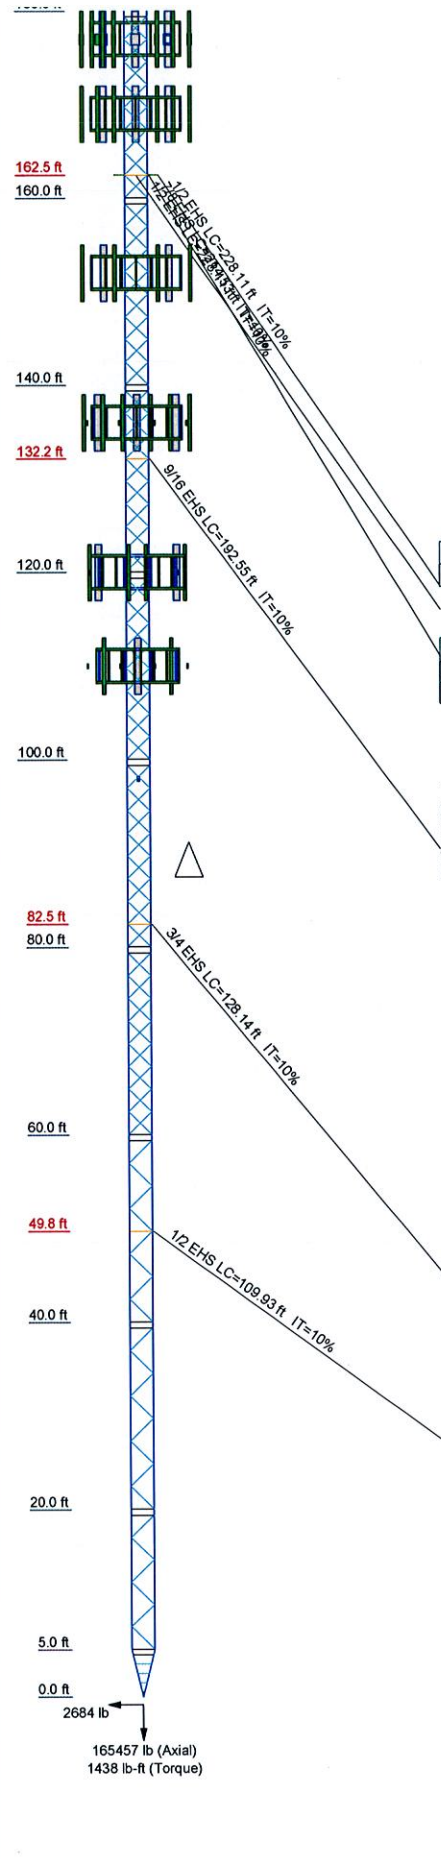 162.5 ft
160.0 ft
1/2 EHS LC=228.11 ft IT=10%
140.0 ft
132.2 ft
9/16 EHS LC=192.55 ft IT=10%
120.0 ft
100.0 ft
82.5 ft
80.0 ft
3/4 EHS LC=128.14 ft IT=10%
60.0 ft
49.8 ft
1/2 EHS LC=109.93 ft IT=10%
40.0 ft
20.0 ft
5.0 ft
0.0 ft
2684 lb
165457 lb (Axial)
1438 lb-ft (Torque)